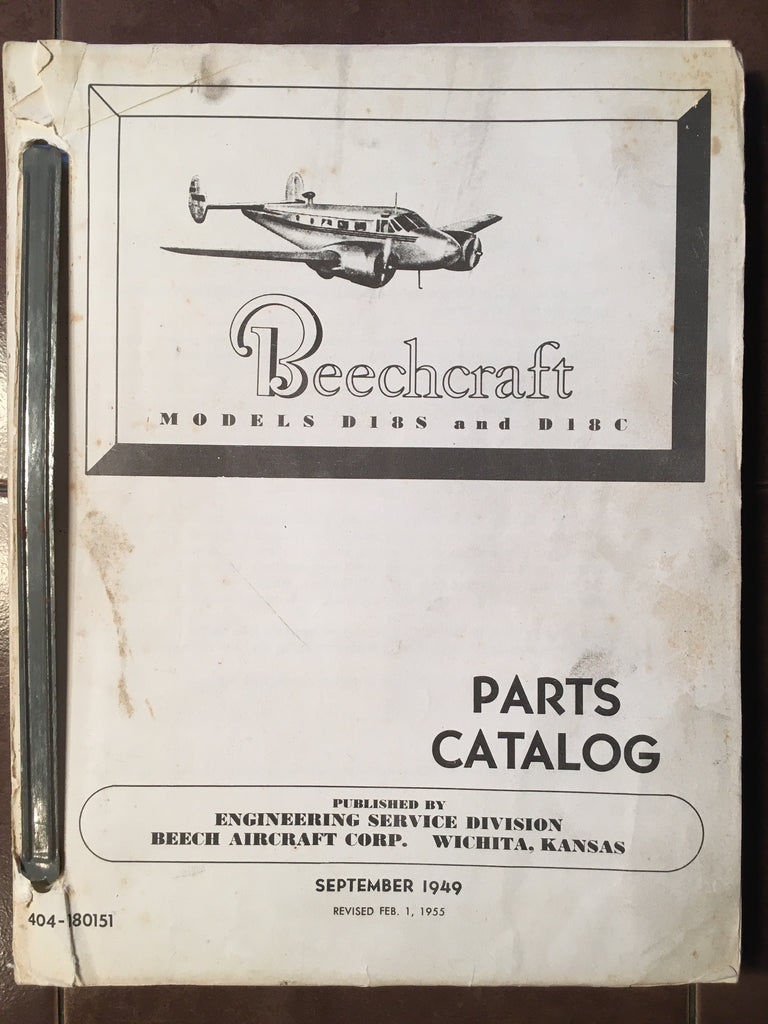 Beechcraft
MODELS D18S and D18C
PARTS
CATALOG
PUBLISHED BY
ENGINEERING SERVICE DIVISION
BEECH AIRCRAFT CORP. WICHITA, KANSAS
SEPTEMBER 1949
REVISED FEB. 1, 1955
404-180151